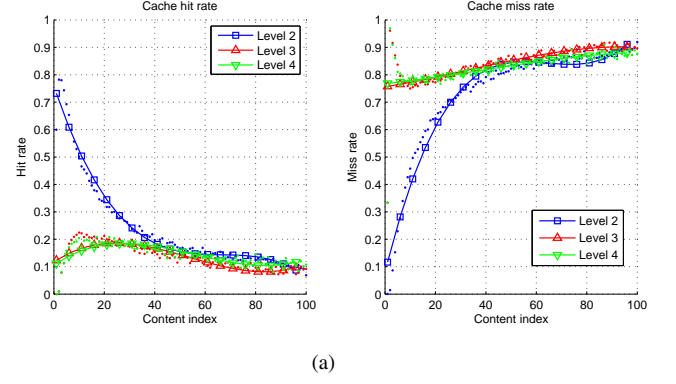 Cache hit rate
1
0.9
0.8
0.7
0.6
0.5
0.4
0.3
0.2
0.1
0
Hit rate
Level 2
Level 3
Level 4
0 20 40 60 80 100
Content index
Cache miss rate
1
0.9
0.8
0.7
0.6
0.5
0.4
0.3
0.2
0.1
0
Miss rate
Level 2
Level 3
Level 4
0 20 40 60 80 100
Content index
(a)